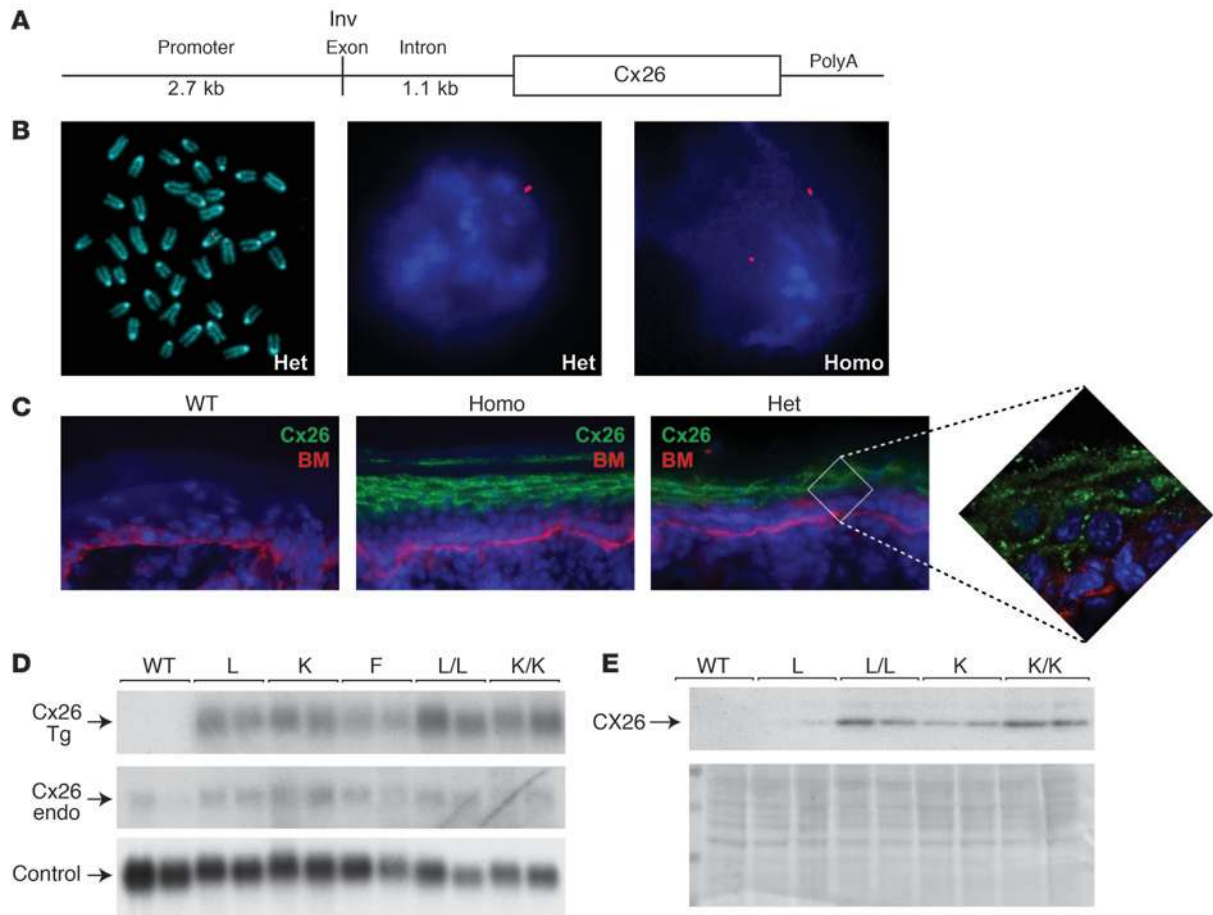 A
Inv
Promoter Exon Intron
2.7 kb 1.1 kb Cx26 PolyA
B
Het
Het
Homo
C
WT Homo Het
Cx26
BM
Cx26
BM
Cx26
BM
D
WT L K F L/L K/K
Cx26
Tg
Cx26
endo
Control
E
WT L L/L K K/K
CX26